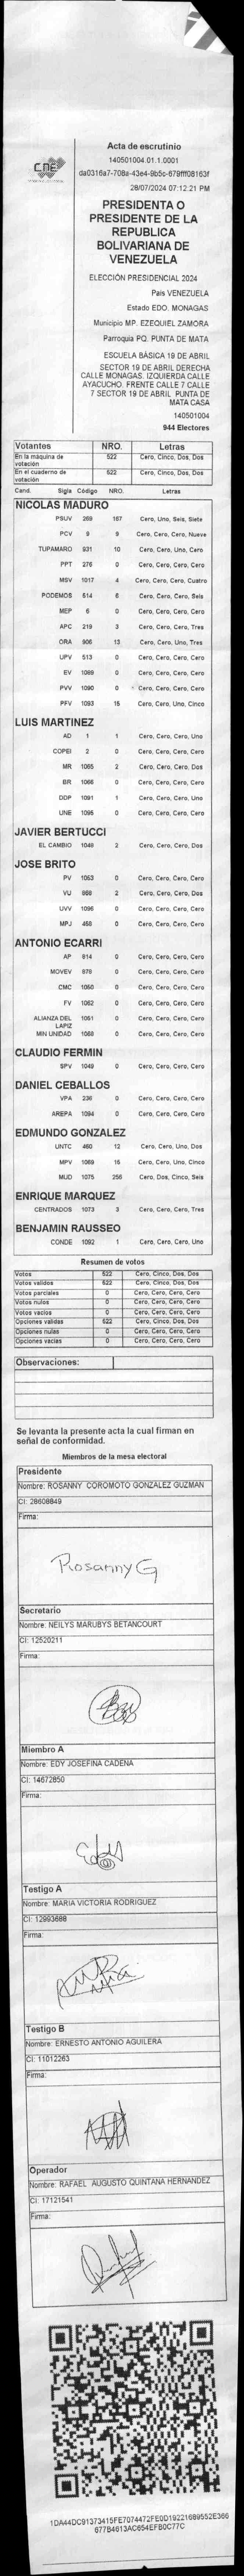 CNE
Acta de escrutinio
140501004.01.1.0001
da0316a7-708a-43e4-9b5c-679fff08163f
28/07/2024 07:12:21 PM
PRESIDENTA O
PRESIDENTE DE LA
REPUBLICA
BOLIVARIANA DE
VENEZUELA
ELECCIÓN PRESIDENCIAL 2024
Pais VENEZUELA
Estado EDO. MONAGAS
Municipio MP. EZEQUIEL ZAMORA
Parroquia PQ. PUNTA DE MATA
ESCUELA BÁSICA 19 DE ABRIL
SECTOR 19 DE ABRIL DERECHA
CALLE MONAGAS. IZQUIERDA CALLE
AYACUCHO. FRENTE CALLE 7 CALLE
7 SECTOR 19 DE ABRIL PUNTA DE
MATA CASA
140501004
944 Electores
Votantes NRO. Letras
En la máquina de votación 522 Cero, Cinco, Dos, Dos
En el cuaderno de votación 522 Cero, Cinco, Dos, Dos
Cand. Sigla Código NRO. Letras
NICOLAS MADURO
PSUV 269 167 Cero, Uno, Seis, Siete
PCV 9 9 Cero, Cero, Cero, Nueve
TUPAMARO 931 10 Cero, Cero, Uno, Cero
PPT 276 0 Cero, Cero, Cero, Cero
MSV 1017 4 Cero, Cero, Cero, Cuatro
PODEMOS 514 6 Cero, Cero, Cero, Seis
MEP 6 0 Cero, Cero, Cero, Cero
APC 219 3 Cero, Cero, Cero, Tres
ORA 906 13 Cero, Cero, Uno, Tres
UPV 513 0 Cero, Cero, Cero, Cero
EV 1089 0 Cero, Cero, Cero, Cero
PVV 1090 0 Cero, Cero, Cero, Cero
PFV 1093 15 Cero, Cero, Uno, Cinco
LUIS MARTINEZ
AD 1 1 Cero, Cero, Cero, Uno
COPEI 2 0 Cero, Cero, Cero, Cero
MR 1065 2 Cero, Cero, Cero, Dos
BR 1066 0 Cero, Cero, Cero, Cero
DDP 1091 1 Cero, Cero, Cero, Uno
UNE 1095 0 Cero, Cero, Cero, Cero
JAVIER BERTUCCI
EL CAMBIO 1048 2 Cero, Cero, Cero, Dos
JOSE BRITO
PV 1053 0 Cero, Cero, Cero, Cero
VU 868 2 Cero, Cero, Cero, Dos
UVV 1096 0 Cero, Cero, Cero, Cero
MPJ 458 0 Cero, Cero, Cero, Cero
ANTONIO ECARRI
AP 914 0 Cero, Cero, Cero, Cero
MOVEV 878 0 Cero, Cero, Cero, Cero
CMC 1050 0 Cero, Cero, Cero, Cero
FV 1052 0 Cero, Cero, Cero, Cero
ALIANZA DEL LAPIZ 1051 0 Cero, Cero, Cero, Cero
MIN UNIDAD 1068 0 Cero, Cero, Cero, Cero
CLAUDIO FERMIN
SPV 1049 0 Cero, Cero, Cero, Cero
DANIEL CEBALLOS
VPA 236 0 Cero, Cero, Cero, Cero
AREPA 1094 0 Cero, Cero, Cero, Cero
EDMUNDO GONZALEZ
UNTC 460 12 Cero, Cero, Uno, Dos
MPV 1069 15 Cero, Cero, Uno, Cinco
MUD 1075 256 Cero, Dos, Cinco, Seis
ENRIQUE MARQUEZ
CENTRADOS 1073 3 Cero, Cero, Cero, Tres
BENJAMIN RAUSSEO
CONDE 1092 1 Cero, Cero, Cero, Uno
Resumen de votos
Votos 522 Cero, Cinco, Dos, Dos
Votos validos 522 Cero, Cinco, Dos, Dos
Votos parciales 0 Cero, Cero, Cero, Cero
Votos nulos 0 Cero, Cero, Cero, Cero
Votos vacios 0 Cero, Cero, Cero, Cero
Opciones validas 522 Cero, Cinco, Dos, Dos
Opciones nulas 0 Cero, Cero, Cero, Cero
Opciones vacias 0 Cero, Cero, Cero, Cero
Observaciones:
Se levanta la presente acta la cual firman en
señal de conformidad.
Miembros de la mesa electoral
Presidente
Nombre: ROSANNY COROMOTO GONZALEZ GUZMAN
CI: 28608849
Firma:
Rosanny G
Secretario
Nombre: NEILYS MARUBYS BETANCOURT
CI: 12520211
Firma:
Miembro A
Nombre: EDY JOSEFINA CADENA
CI: 14672850
Firma:
Testigo A
Nombre: MARIA VICTORIA RODRIGUEZ
CI: 12993688
Firma:
Testigo B
Nombre: ERNESTO ANTONIO AGUILERA
CI: 11012263
Firma:
Operador
Nombre: RAFAEL AUGUSTO QUINTANA HERNANDEZ
CI: 17121541
Firma:
1DA44DC91373415FE7074472FE0D19221689552E366
677B4613AC654EFB0C77C